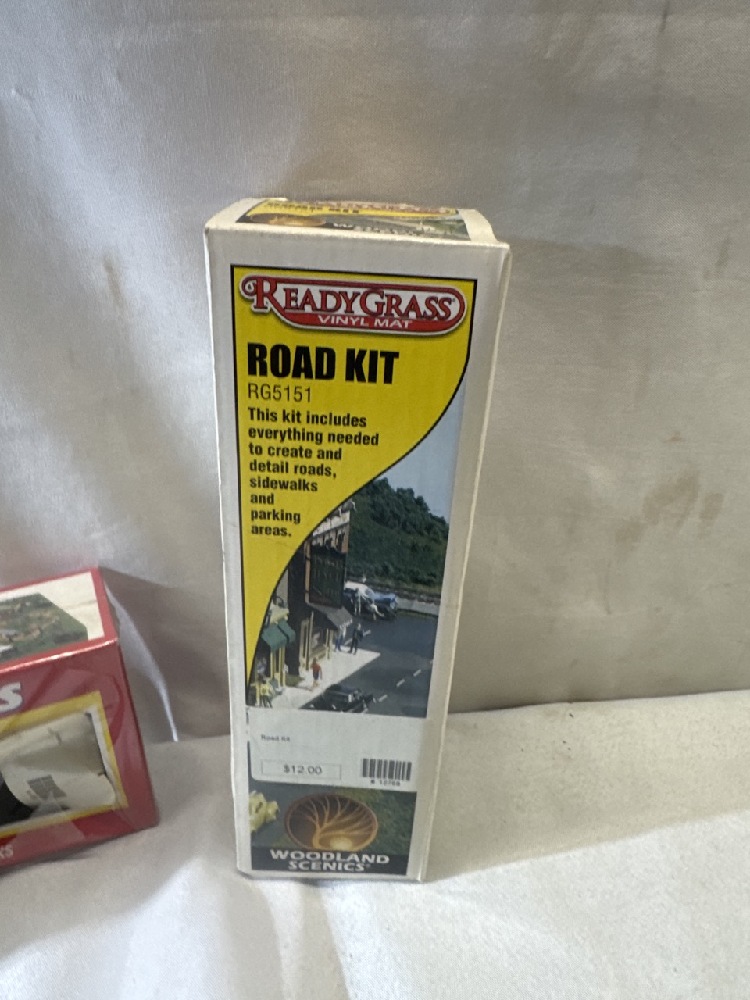 READYGRASS
VINYL MAT
ROAD KIT
RG5151
This kit includes
everything needed
to create and
detail roads,
sidewalks
and
parking
areas.
Road Kit
$12.00
WOODLAND
SCENICS®